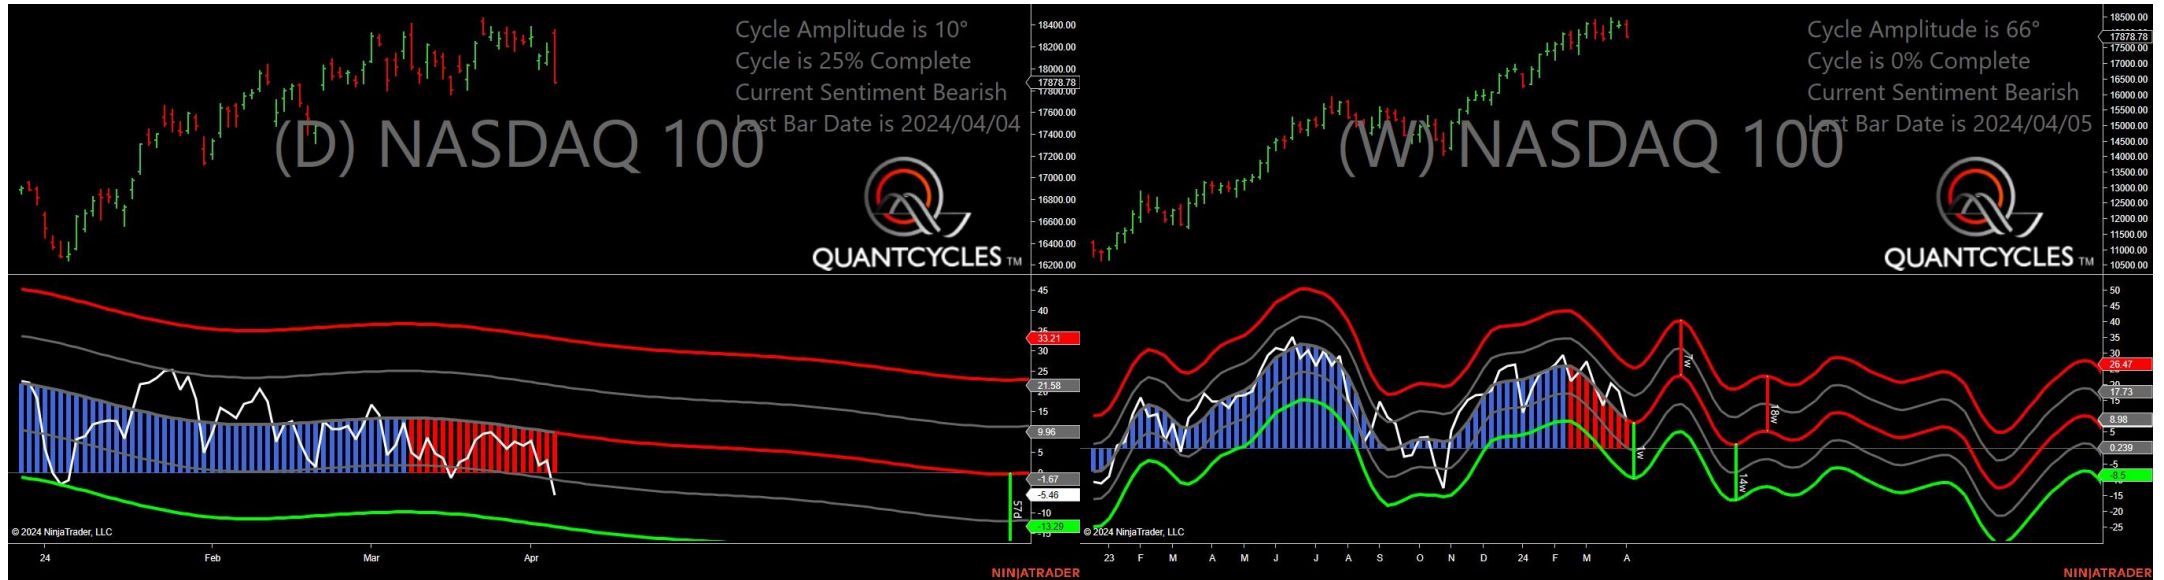 Cycle Amplitude is 10°
Cycle is 25% Complete
Current Sentiment Bearish
Last Bar Date is 2024/04/04
(D) NASDAQ 100
QUANTCYCLES TM
18400.00
18200.00
18000.00
17878.78
17800.00
17600.00
17400.00
17200.00
17000.00
16800.00
16600.00
16400.00
16200.00
45
40
35
33.21
30
25
21.58
20
15
9.96
5
0
-1.67
-5.46
-10
-13.29
-15
57d
© 2024 NinjaTrader, LLC
24 Feb Mar Apr
NINJATRADER
Cycle Amplitude is 66°
Cycle is 0% Complete
Current Sentiment Bearish
Last Bar Date is 2024/04/05
(W) NASDAQ 100
QUANTCYCLES TM
18500.00
17878.78
17500.00
17000.00
16500.00
16000.00
15500.00
15000.00
14500.00
14000.00
13500.00
13000.00
12500.00
12000.00
11500.00
11000.00
10500.00
50
45
40
35
30
26.47
20
17.73
15
8.98
5
0.239
-5
-8.5
-15
-20
-25
1w
7w
14w
18w
© 2024 NinjaTrader, LLC
23 F M A M J J A S O N D 24 F M A
NINJATRADER